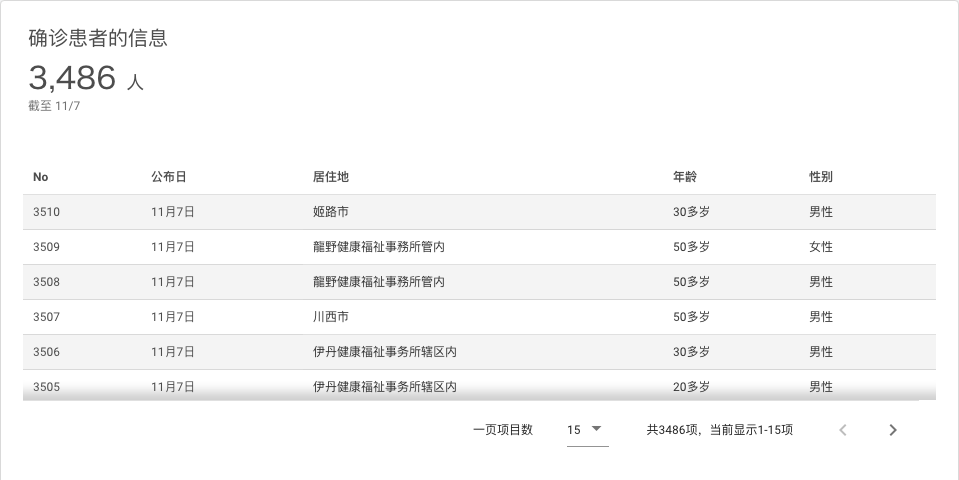 确诊患者的信息
3,486 人
截至 11/7
No 公布日 居住地 年龄 性别
3510 11月7日 姬路市 30多岁 男性
3509 11月7日 龍野健康福祉事務所管内 50多岁 女性
3508 11月7日 龍野健康福祉事務所管内 50多岁 男性
3507 11月7日 川西市 50多岁 男性
3506 11月7日 伊丹健康福祉事务所辖区内 30多岁 男性
3505 11月7日 伊丹健康福祉事务所辖区内 20多岁 男性
一页项目数 15 共3486项，当前显示1-15项